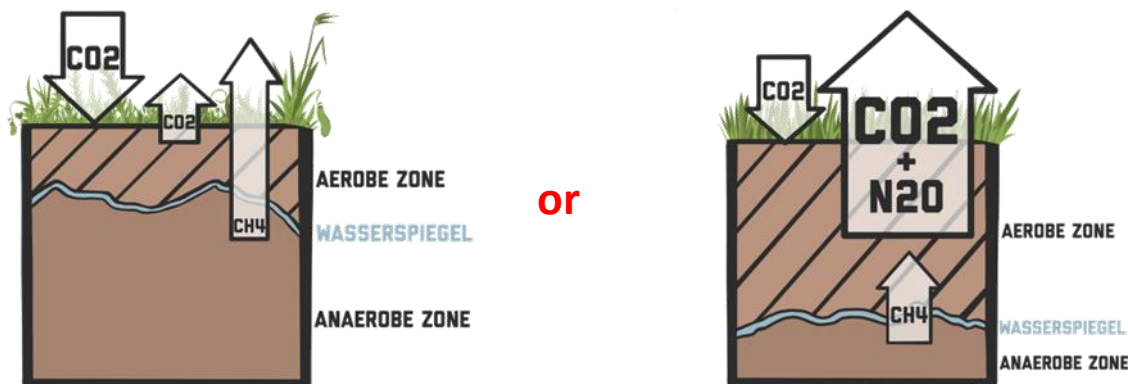 CO2
CO2
CH4
AEROBE ZONE
WASSERSPIEGEL
ANAEROBE ZONE
or
CO2
CO2
+
N2O
CH4
AEROBE ZONE
WASSERSPIEGEL
ANAEROBE ZONE